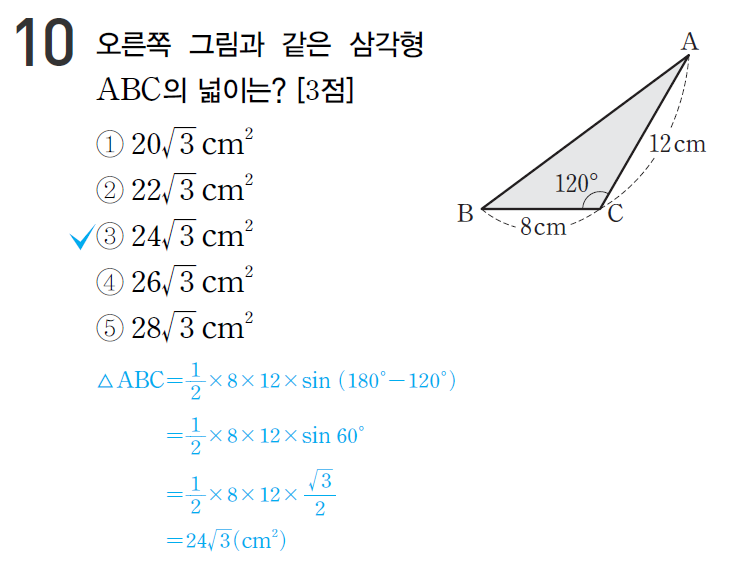 10 오른쪽 그림과 같은 삼각형
ABC의 넓이는? [3점]
① 20√3 cm²
② 22√3 cm²
③ 24√3 cm²
④ 26√3 cm²
⑤ 28√3 cm²
A
12cm
120°
B
C
8cm
△ABC=1/2×8×12×sin (180°-120°)
=1/2×8×12×sin 60°
=1/2×8×12×√3/2
=24√3(cm²)